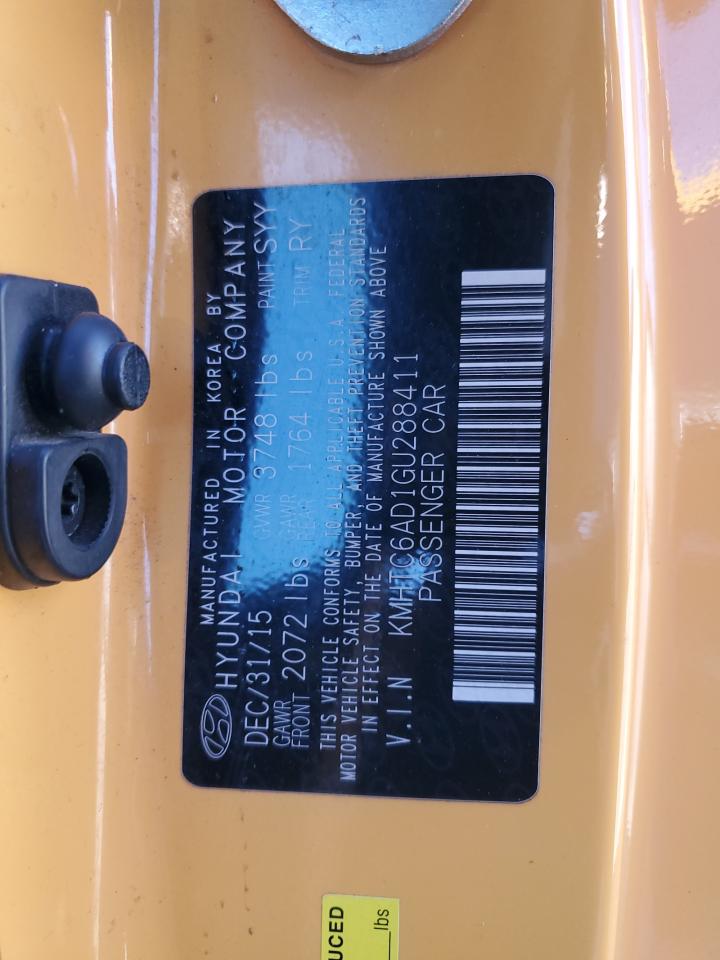 MANUFACTURED IN KOREA BY
HYUNDAI MOTOR COMPANY
DEC/31/15 GVWR 3748 lbs PAINT SYY
GAWR FRONT 2072 lbs GAWR REAR 1764 lbs TRIM RY
THIS VEHICLE CONFORMS TO ALL APPLICABLE U.S.A. FEDERAL
MOTOR VEHICLE SAFETY, BUMPER, AND THEFT PREVENTION STANDARDS
IN EFFECT ON THE DATE OF MANUFACTURE SHOWN ABOVE
V.I.N KMHTC6AD1GU288411
PASSENGER CAR
UCED
lbs